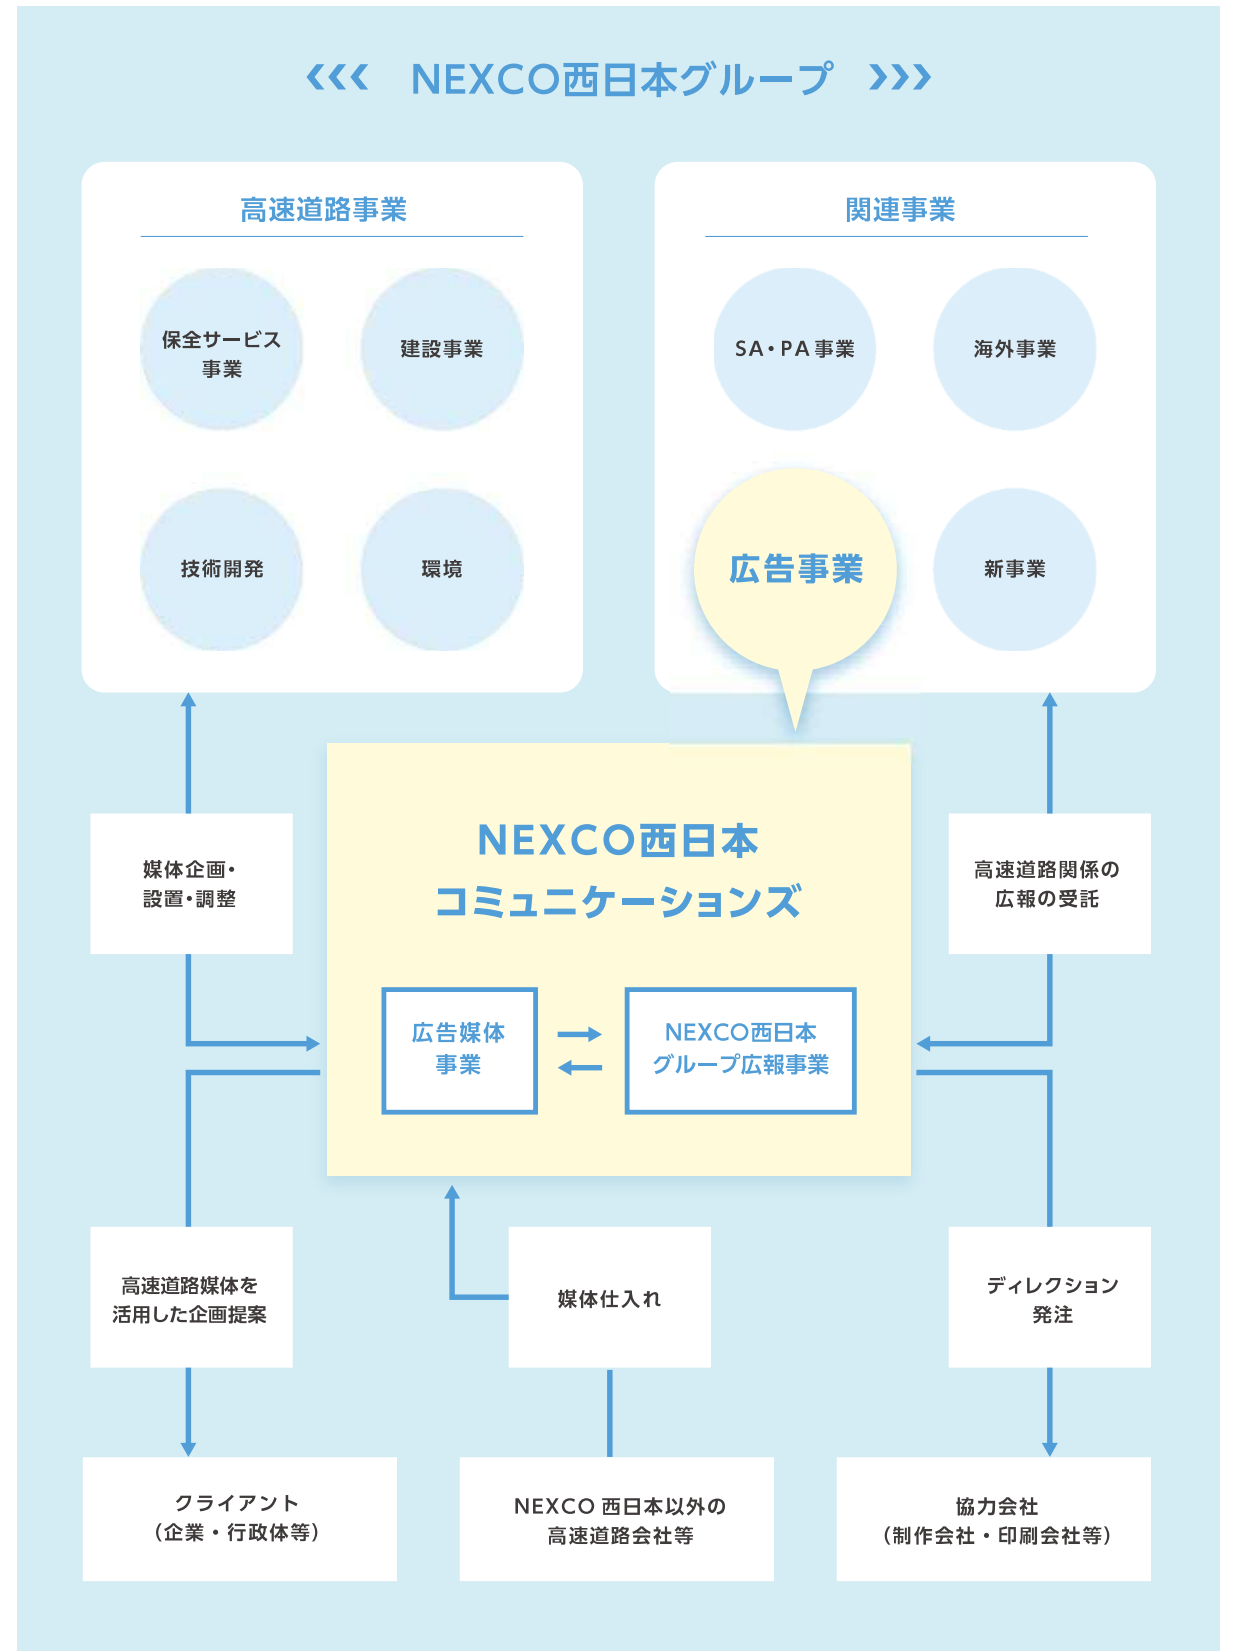 NEXCO西日本グループ
高速道路事業
保全サービス
事業
建設事業
技術開発
環境
関連事業
SA・PA 事業
海外事業
広告事業
新事業
媒体企画・
設置・調整
NEXCO西日本
コミュニケーションズ
高速道路関係の
広報の受託
広告媒体
事業
NEXCO西日本
グループ広報事業
高速道路媒体を
活用した企画提案
媒体仕入れ
ディレクション
発注
クライアント
（企業・行政体等）
NEXCO 西日本以外の
高速道路会社等
協力会社
（制作会社・印刷会社等）